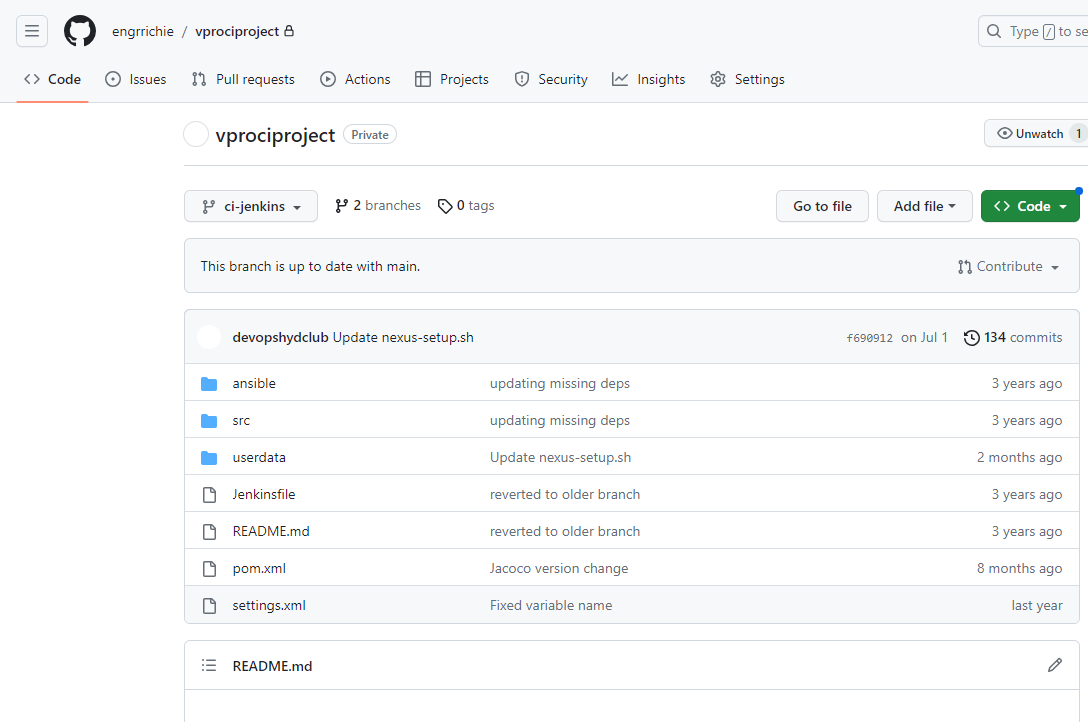 engrrichie / vprociproject
Type / to se
Code Issues Pull requests Actions Projects Security Insights Settings
vprociproject Private
Unwatch 1
ci-jenkins 2 branches 0 tags Go to file Add file Code
This branch is up to date with main. Contribute
devopshydclub Update nexus-setup.sh f690912 on Jul 1 134 commits
ansible updating missing deps 3 years ago
src updating missing deps 3 years ago
userdata Update nexus-setup.sh 2 months ago
Jenkinsfile reverted to older branch 3 years ago
README.md reverted to older branch 3 years ago
pom.xml Jacoco version change 8 months ago
settings.xml Fixed variable name last year
README.md